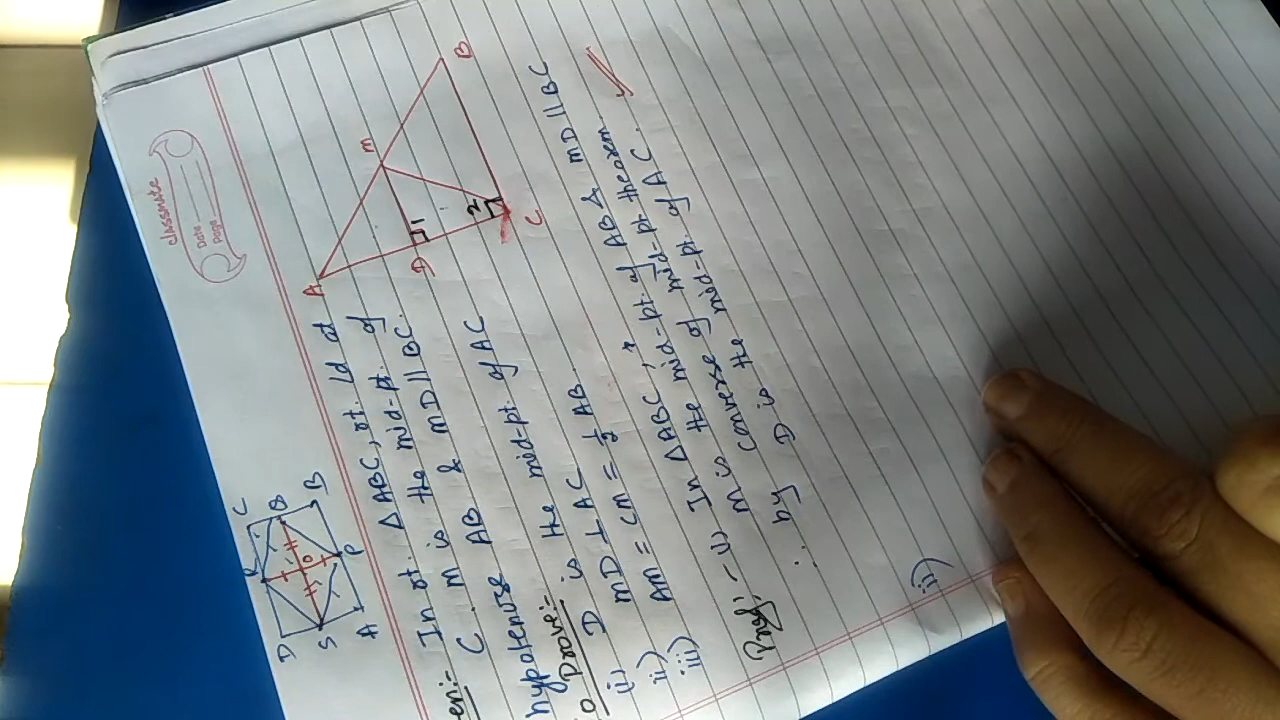 classmate
Date
Page
D
R
C
S
O
Q
A
P
B
A
M
B
D
1
2
C
en:- In rt. △ABC, rt. ∠d at
C. M is the mid-pt. of
hypotenuse AB & MD || BC.
o Prove:-
(i) D is the mid-pt. of AC
ii) MD ⊥ AC
iii) AM = CM = ½ AB.
Proof:- (i) In △ABC,
M is the mid-pt. of AB & MD || BC
∴ by converse of mid-pt. theorem
D is the mid-pt. of AC.
ii)